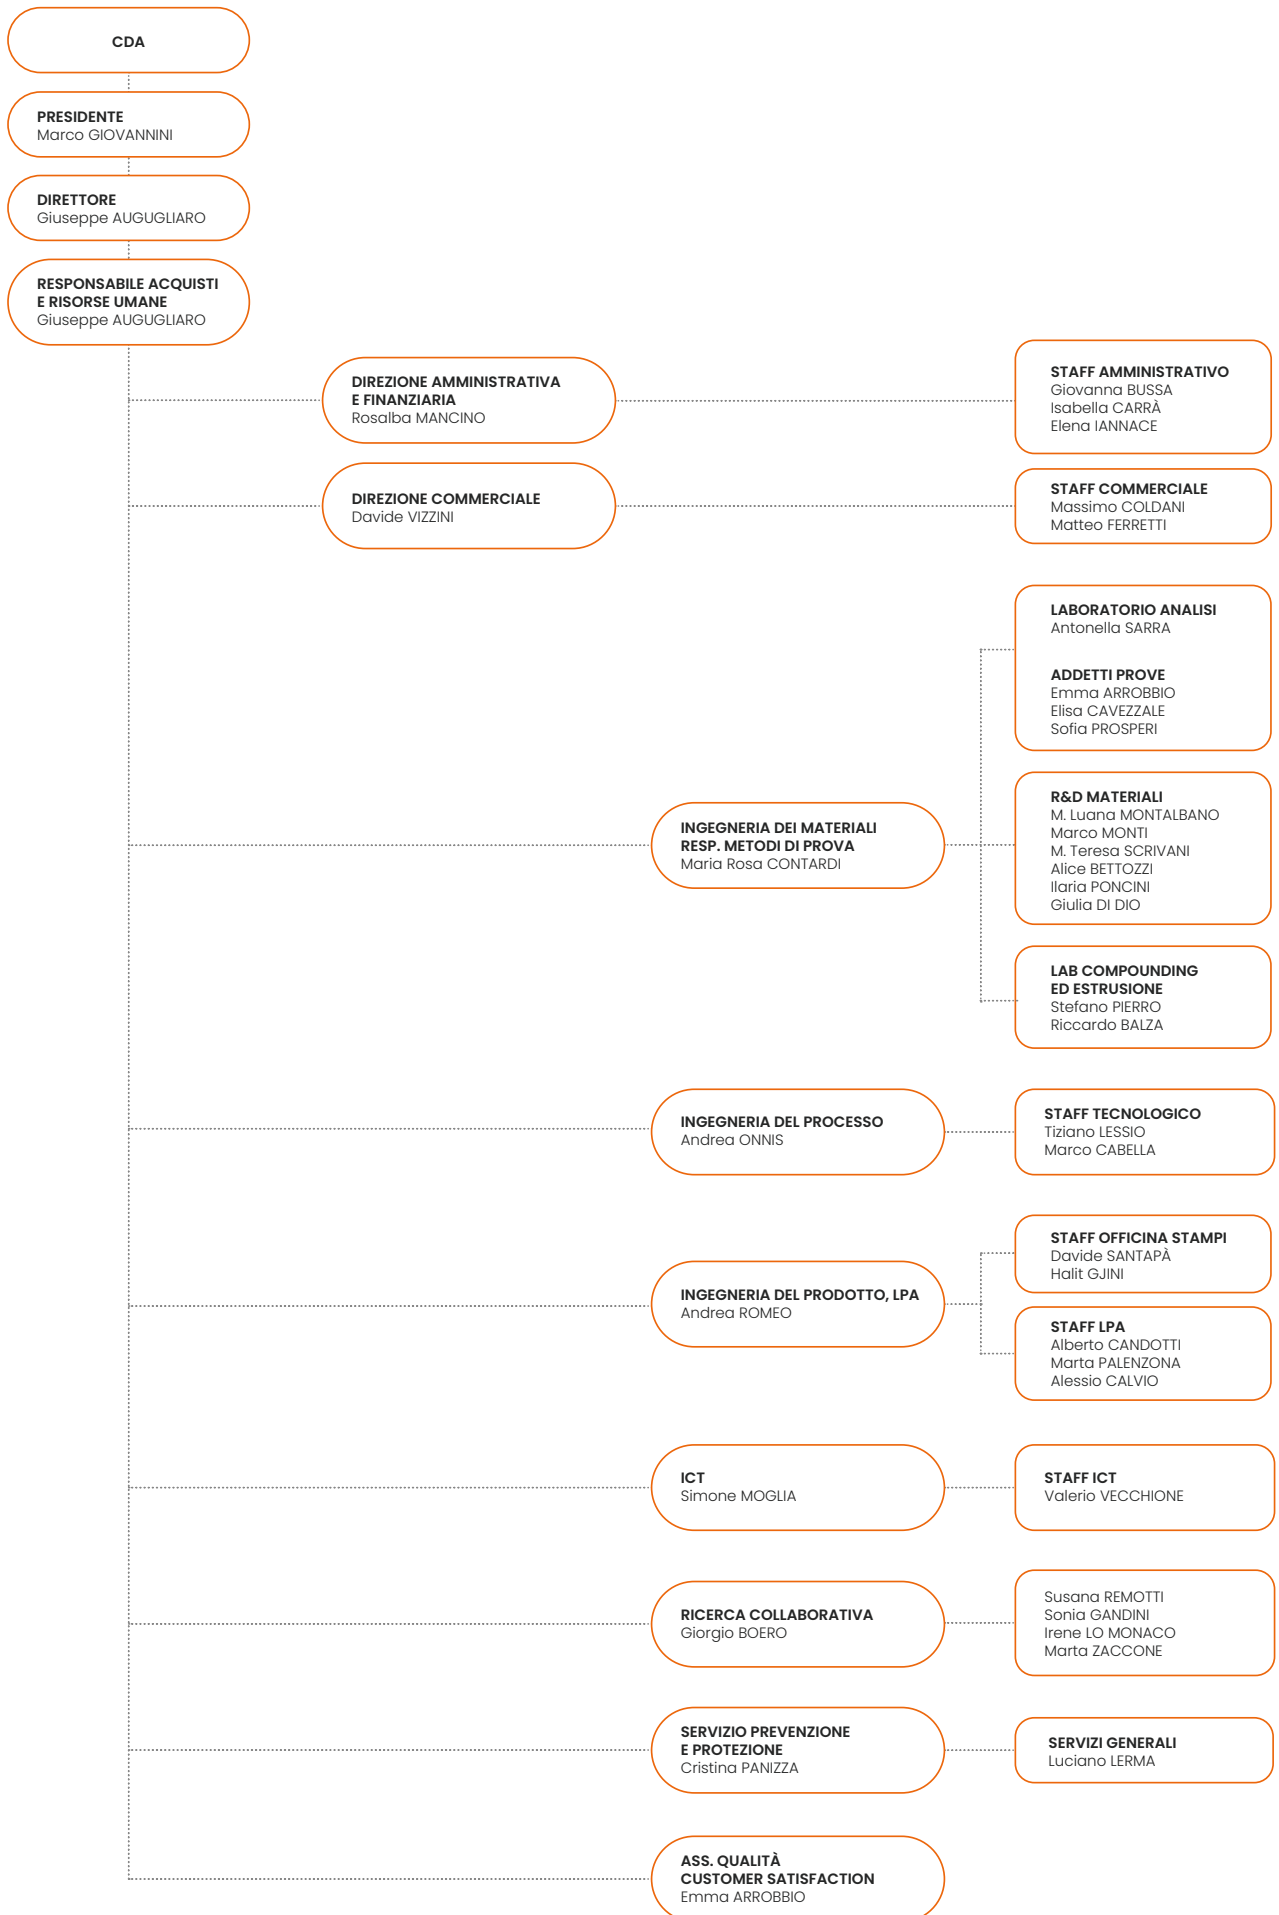 CDA
PRESIDENTE
Marco GIOVANNINI
DIRETTORE
Giuseppe AUGUGLIARO
RESPONSABILE ACQUISTI
E RISORSE UMANE
Giuseppe AUGUGLIARO
DIREZIONE AMMINISTRATIVA
E FINANZIARIA
Rosalba MANCINO
STAFF AMMINISTRATIVO
Giovanna BUSSA
Isabella CARRÀ
Elena IANNACE
DIREZIONE COMMERCIALE
Davide VIZZINI
STAFF COMMERCIALE
Massimo COLDANI
Matteo FERRETTI
INGEGNERIA DEI MATERIALI
RESP. METODI DI PROVA
Maria Rosa CONTARDI
LABORATORIO ANALISI
Antonella SARRA
ADDETTI PROVE
Emma ARROBBIO
Elisa CAVEZZALE
Sofia PROSPERI
R&D MATERIALI
M. Luana MONTALBANO
Marco MONTI
M. Teresa SCRIVANI
Alice BETTOZZI
Ilaria PONCINI
Giulia DI DIO
LAB COMPOUNDING
ED ESTRUSIONE
Stefano PIERRO
Riccardo BALZA
INGEGNERIA DEL PROCESSO
Andrea ONNIS
STAFF TECNOLOGICO
Tiziano LESSIO
Marco CABELLA
INGEGNERIA DEL PRODOTTO, LPA
Andrea ROMEO
STAFF OFFICINA STAMPI
Davide SANTAPÀ
Halit GJINI
STAFF LPA
Alberto CANDOTTI
Marta PALENZONA
Alessio CALVIO
ICT
Simone MOGLIA
STAFF ICT
Valerio VECCHIONE
RICERCA COLLABORATIVA
Giorgio BOERO
Susana REMOTTI
Sonia GANDINI
Irene LO MONACO
Marta ZACCONE
SERVIZIO PREVENZIONE
E PROTEZIONE
Cristina PANIZZA
SERVIZI GENERALI
Luciano LERMA
ASS. QUALITÀ
CUSTOMER SATISFACTION
Emma ARROBBIO